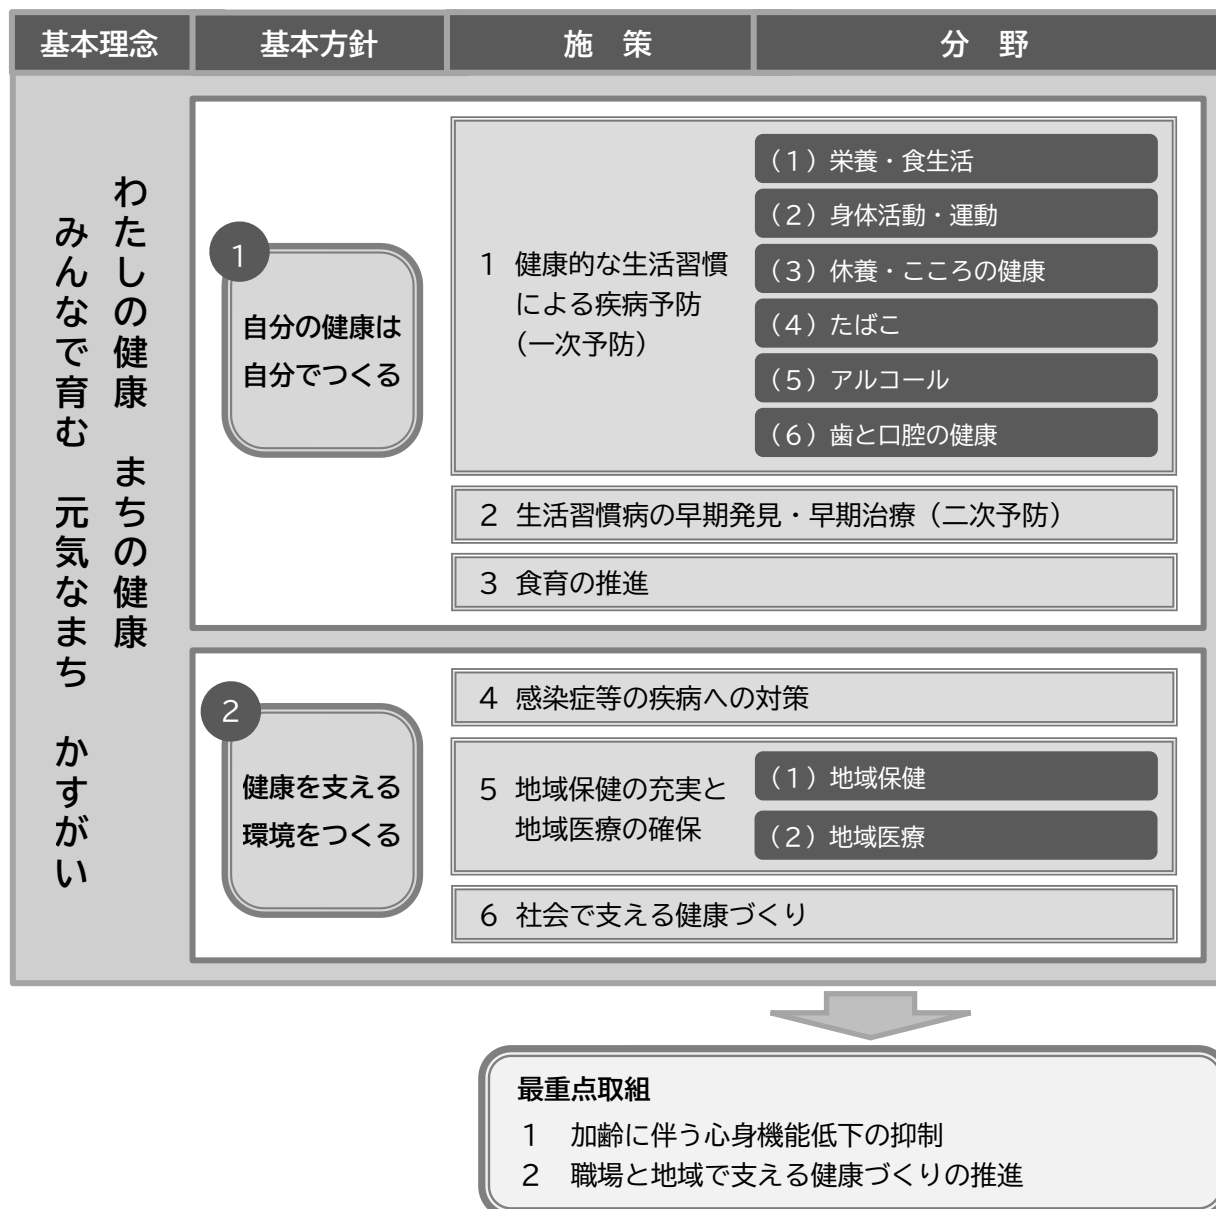 基本理念
基本方針
施　策
分　野
わたしの健康　まちの健康
みんなで育む　元気なまち　かすがい
1
自分の健康は
自分でつくる
1 健康的な生活習慣
による疾病予防
(一次予防)
(1) 栄養・食生活
(2) 身体活動・運動
(3) 休養・こころの健康
(4) たばこ
(5) アルコール
(6) 歯と口腔の健康
2 生活習慣病の早期発見・早期治療 (二次予防)
3 食育の推進
2
健康を支える
環境をつくる
4 感染症等の疾病への対策
5 地域保健の充実と
地域医療の確保
(1) 地域保健
(2) 地域医療
6 社会で支える健康づくり
最重点取組
1　加齢に伴う心身機能低下の抑制
2　職場と地域で支える健康づくりの推進